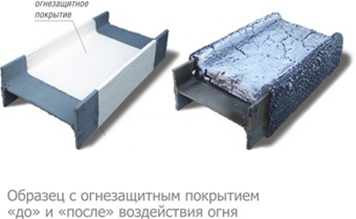 огнезащитное
покрытие
Образец с огнезащитным покрытием
«до» и «после» воздействия огня